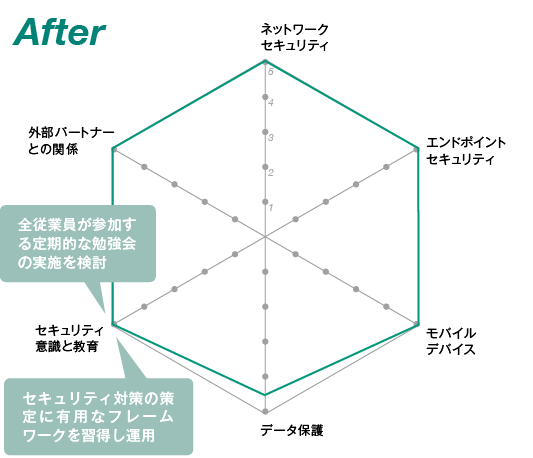 After
ネットワーク
セキュリティ
5
4
3
2
1
外部パートナー
との関係
エンドポイント
セキュリティ
全従業員が参加す
る定期的な勉強会
の実施を検討
セキュリティ
意識と教育
モバイル
デバイス
セキュリティ対策の策
定に有用なフレーム
ワークを習得し運用
データ保護